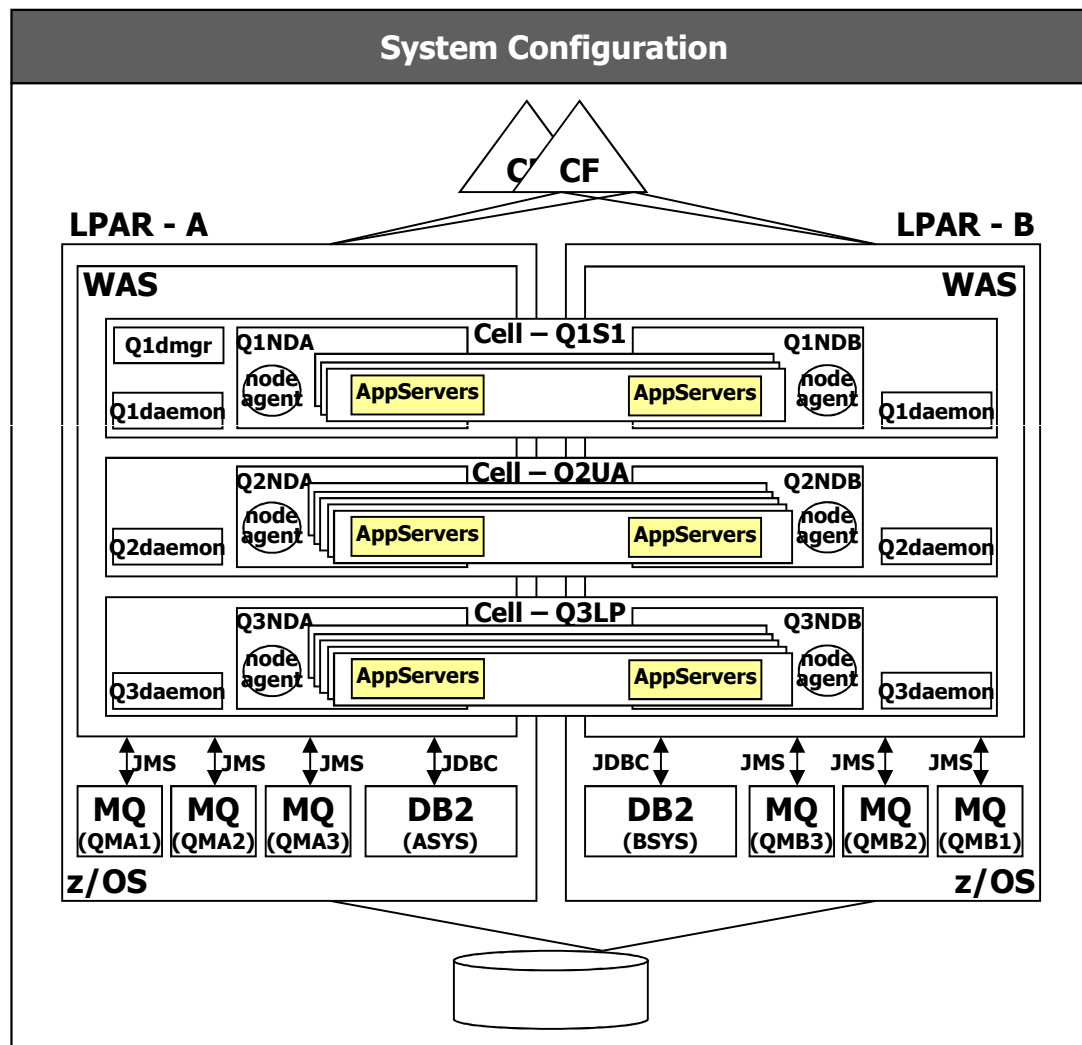 System Configuration
CF
LPAR - A
LPAR - B
WAS
WAS
Cell – Q1S1
Q1dmgr
Q1NDA
Q1NDB
node
agent
node
agent
AppServers
AppServers
Q1daemon
Q1daemon
Cell – Q2UA
Q2NDA
Q2NDB
node
agent
node
agent
AppServers
AppServers
Q2daemon
Q2daemon
Cell – Q3LP
Q3NDA
Q3NDB
node
agent
node
agent
AppServers
AppServers
Q3daemon
Q3daemon
JMS
JMS
JMS
JDBC
JDBC
JMS
JMS
JMS
MQ
(QMA1)
MQ
(QMA2)
MQ
(QMA3)
DB2
(ASYS)
DB2
(BSYS)
MQ
(QMB3)
MQ
(QMB2)
MQ
(QMB1)
z/OS
z/OS